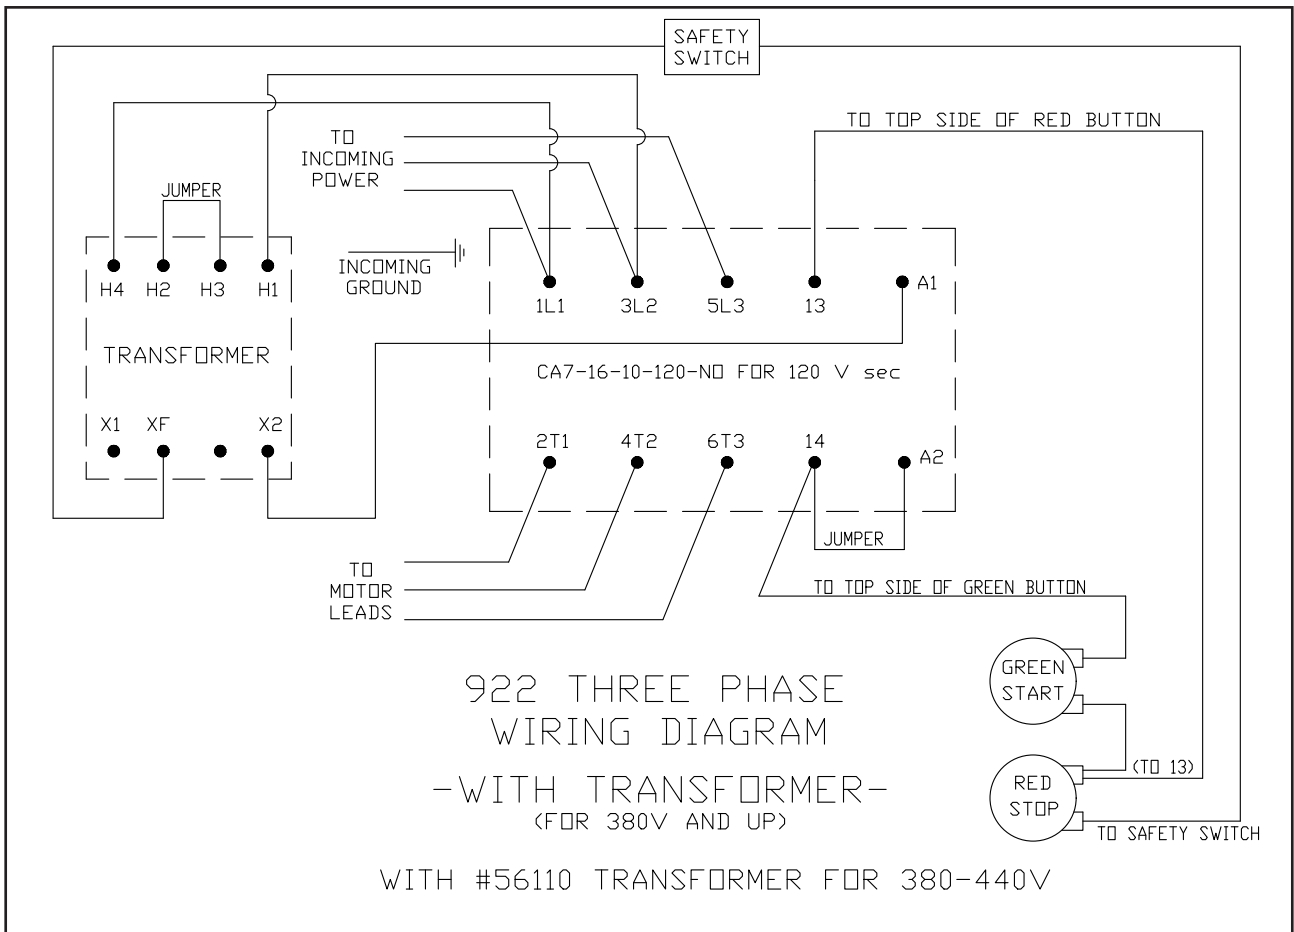 SAFETY
SWITCH
TO TOP SIDE OF RED BUTTON
TO
INCOMING
POWER
JUMPER
INCOMING
GROUND
H4 H2 H3 H1
1L1 3L2 5L3 13 A1
TRANSFORMER
CA7-16-10-120-NO FOR 120 V sec
X1 XF X2
2T1 4T2 6T3 14 A2
JUMPER
TO
MOTOR
LEADS
TO TOP SIDE OF GREEN BUTTON
GREEN
START
922 THREE PHASE
WIRING DIAGRAM
(TO 13)
RED
STOP
-WITH TRANSFORMER-
(FOR 380V AND UP)
TO SAFETY SWITCH
WITH #56110 TRANSFORMER FOR 380-440V